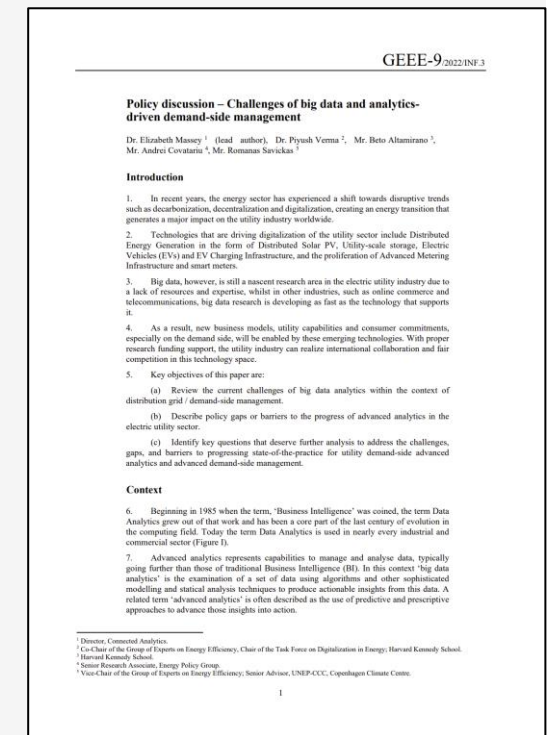 GEEE-9/2022/INF.3
Policy discussion – Challenges of big data and analytics-
driven demand-side management
Dr. Elizabeth Massey 1 (lead author), Dr. Piyush Verma 2, Mr. Beto Altamirano 3,
Mr. Andrei Covatariu 4, Mr. Romanas Savickas 5
Introduction
1. In recent years, the energy sector has experienced a shift towards disruptive trends
such as decarbonization, decentralization and digitalization, creating an energy transition that
generates a major impact on the utility industry worldwide.
2. Technologies that are driving digitalization of the utility sector include Distributed
Energy Generation in the form of Distributed Solar PV, Utility-scale storage, Electric
Vehicles (EVs) and EV Charging Infrastructure, and the proliferation of Advanced Metering
Infrastructure and smart meters.
3. Big data, however, is still a nascent research area in the electric utility industry due to
a lack of resources and expertise, whilst in other industries, such as online commerce and
telecommunications, big data research is developing as fast as the technology that supports
it.
4. As a result, new business models, utility capabilities and consumer commitments,
especially on the demand side, will be enabled by these emerging technologies. With proper
research funding support, the utility industry can realize international collaboration and fair
competition in this technology space.
5. Key objectives of this paper are:
(a) Review the current challenges of big data analytics within the context of
distribution grid / demand-side management.
(b) Describe policy gaps or barriers to the progress of advanced analytics in the
electric utility sector.
(c) Identify key questions that deserve further analysis to address the challenges,
gaps, and barriers to progressing state-of-the-practice for utility demand-side advanced
analytics and advanced demand-side management.
Context
6. Beginning in 1985 when the term, ‘Business Intelligence’ was coined, the term Data
Analytics grew out of that work and has been a core part of the last century of evolution in
the computing field. Today the term Data Analytics is used in nearly every industrial and
commercial sector (Figure I).
7. Advanced analytics represents capabilities to manage and analyse data, typically
going further than those of traditional Business Intelligence (BI). In this context ‘big data
analytics’ is the examination of a set of data using algorithms and other sophisticated
modelling and statical analysis techniques to produce actionable insights from this data. A
related term ‘advanced analytics’ is often described as the use of predictive and prescriptive
approaches to advance those insights into action.
1 Director, Connected Analytics.
2 Co-Chair of the Group of Experts on Energy Efficiency, Chair of the Task Force on Digitalization in Energy; Harvard Kennedy School.
3 Harvard Kennedy School.
4 Senior Research Associate, Energy Policy Group.
5 Vice-Chair of the Group of Experts on Energy Efficiency; Senior Advisor, UNEP-CCC, Copenhagen Climate Centre.
1